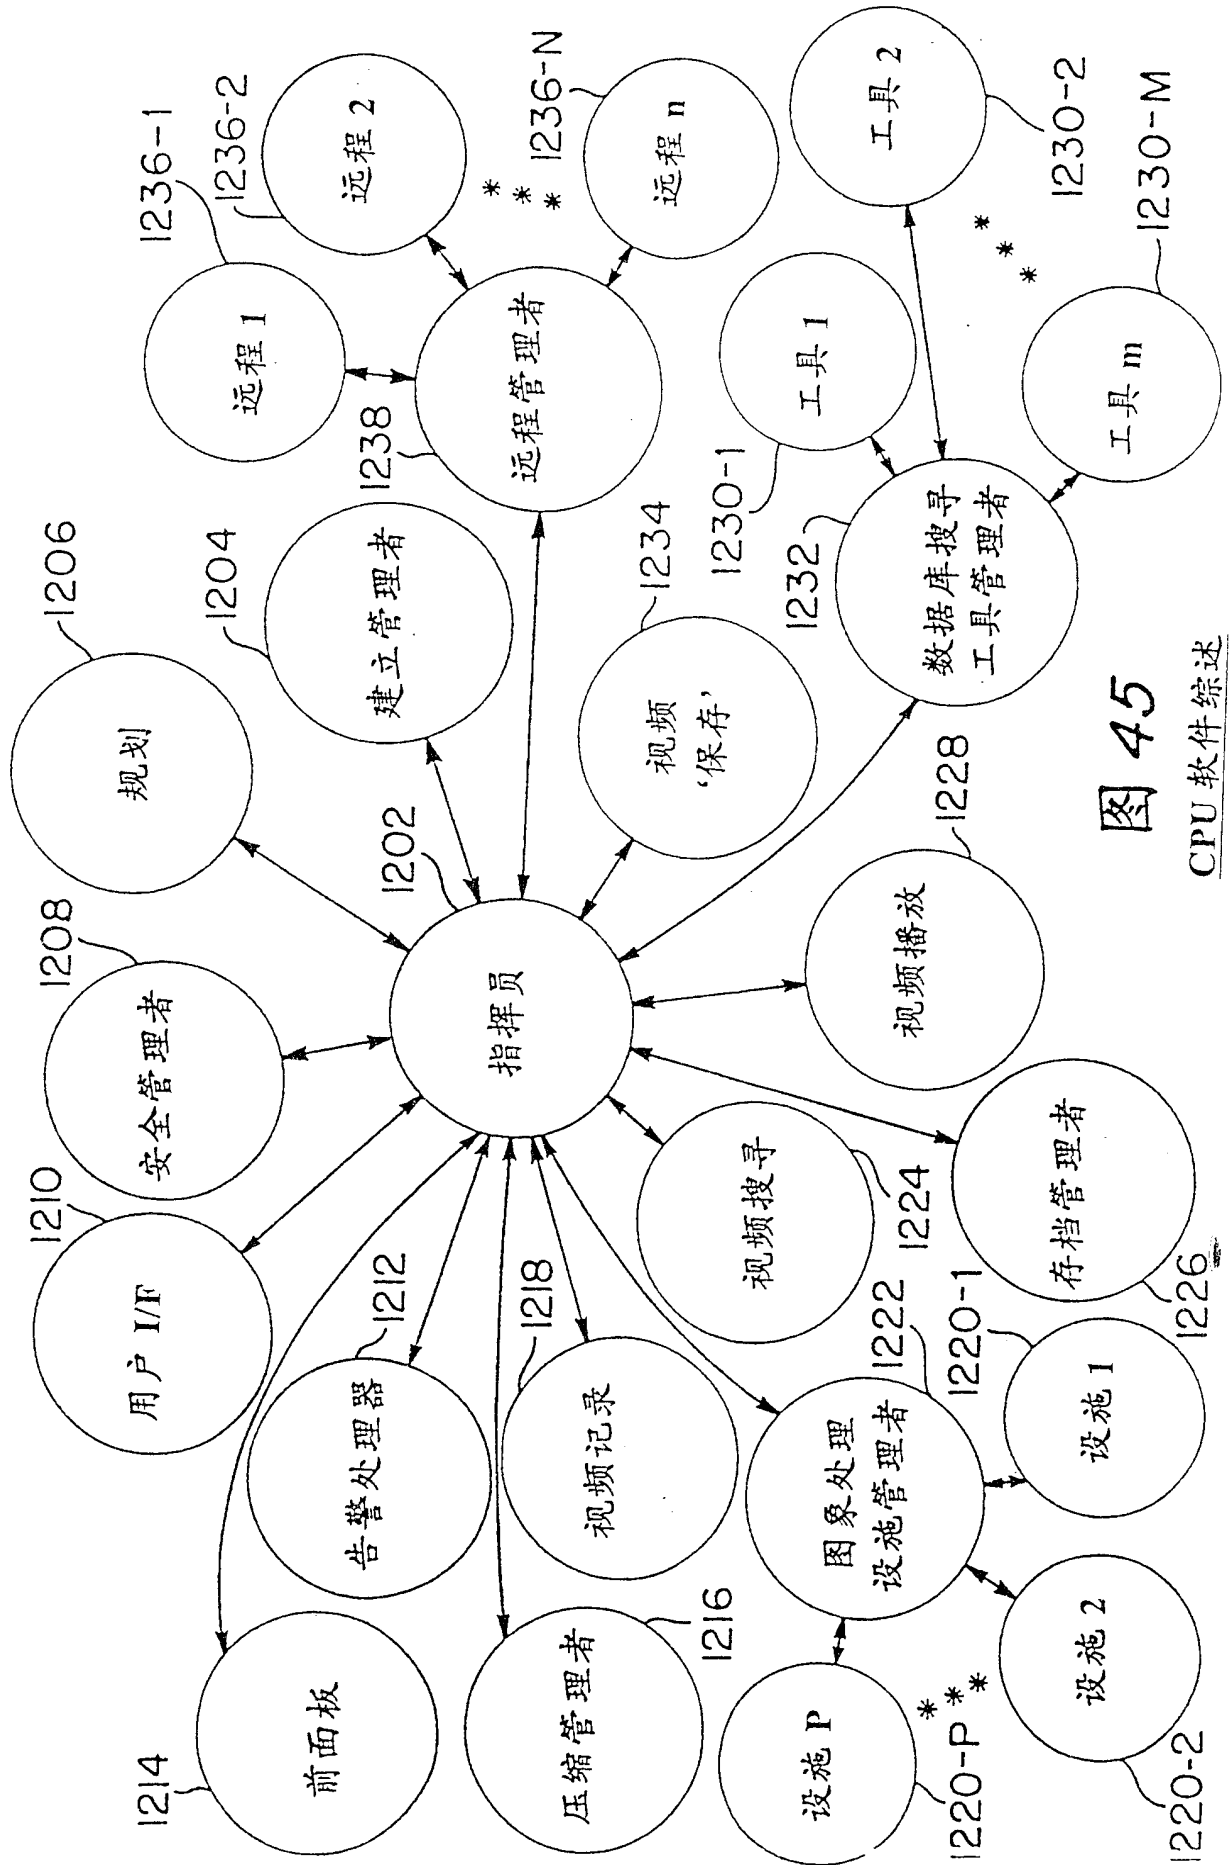 1214
前面板
用户 I/F
1210
安全管理者
1208
规划
1206
告警处理器
1212
指挥员
1202
建立管理者
1204
远程 1
1236-1
远程 2
1236-2
远程管理者
1238
远程 n
1236-N
压缩管理者
1216
视频记录
1218
视频搜寻
1224
视频
‘保存’
1234
工具 1
1230-1
工具 2
1230-2
设施 P
1220-P
图象处理
设施管理者
1222
视频播放
1228
数据库搜寻
工具管理者
1232
工具 m
1230-M
设施 2
1220-2
设施 1
1220-1
存档管理者
1226
* * *
* * *
* * *
图 45
CPU 软件综述